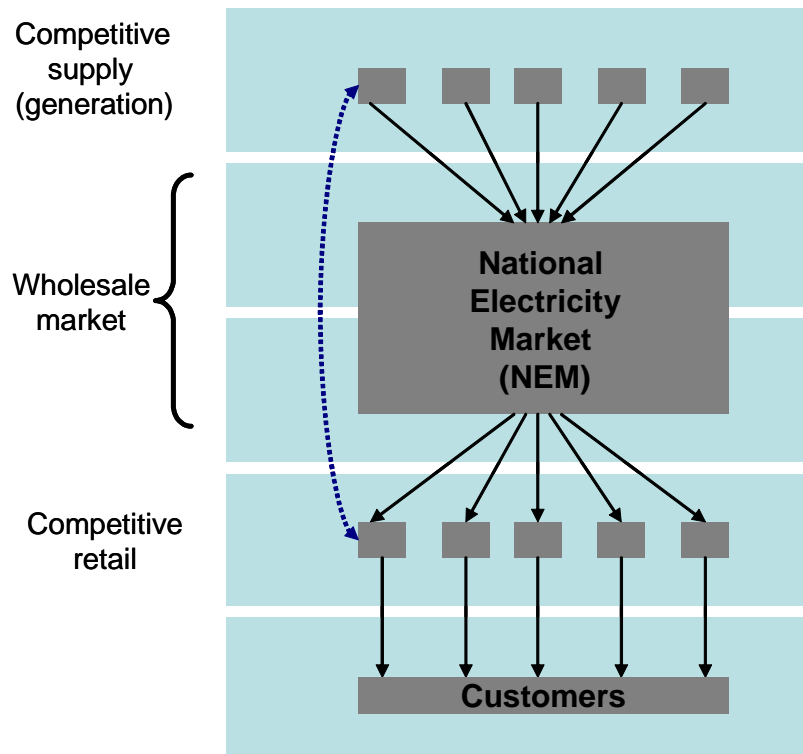 Competitive
supply
(generation)
Wholesale
market
National
Electricity
Market
(NEM)
Competitive
retail
Customers